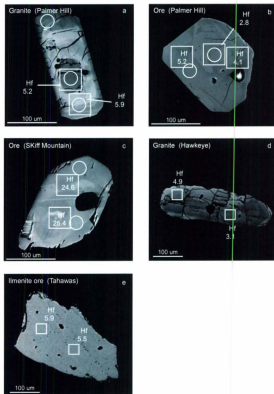 Granite (Palmer Hill) a
Hf
5.2
Hf
5.9
100 um
Ore (Palmer Hill) b
Hf
2.8
Hf
5.2
Hf
4.1
100 um
Ore (SKiff Mountain) c
Hf
24.6
Hf
25.4
100 um
Granite (Hawkeye) d
Hf
4.9
Hf
3.1
100 um
Ilmenite ore (Tahawas) e
Hf
5.9
Hf
5.5
100 um